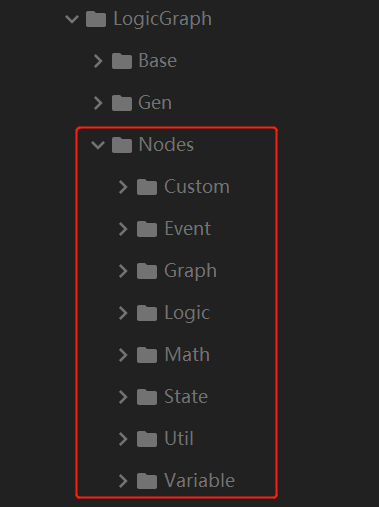 LogicGraph
Base
Gen
Nodes
Custom
Event
Graph
Logic
Math
State
Util
Variable